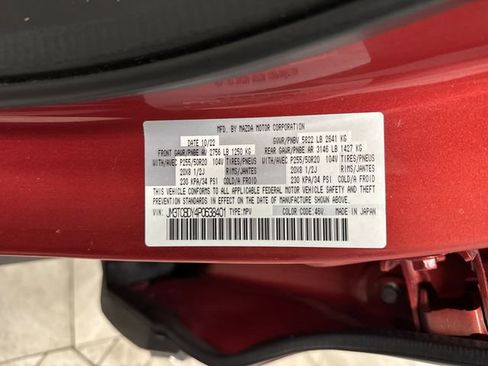 MFD. BY MAZDA MOTOR CORPORATION
DATE 10/22 GVWR/PNBV 5822 LB 2641 KG
FRONT GAWR/PNBE AR 2756 LB 1250 KG REAR GAWR/PNBE AR 3146 LB 1427 KG
WITH/AVEC P255/50R20 104V TIRES/PNEUS WITH/AVEC P255/50R20 104V TIRES/PNEUS
20X8 1/2J RIMS/JANTES 20X8 1/2J RIMS/JANTES
230 KPA/34 PSI COLD/A FROID 230 KPA/34 PSI COLD/A FROID
THIS VEHICLE CONFORMS TO ALL APPLICABLE FEDERAL MOTOR VEHICLE SAFETY AND THEFT
PREVENTION STANDARDS IN EFFECT ON THE DATE OF MANUFACTURE SHOWN ABOVE.
VIN: JM3TCBDY4P0636401 TYPE: MPV COLOR CODE: 46V MADE IN JAPAN